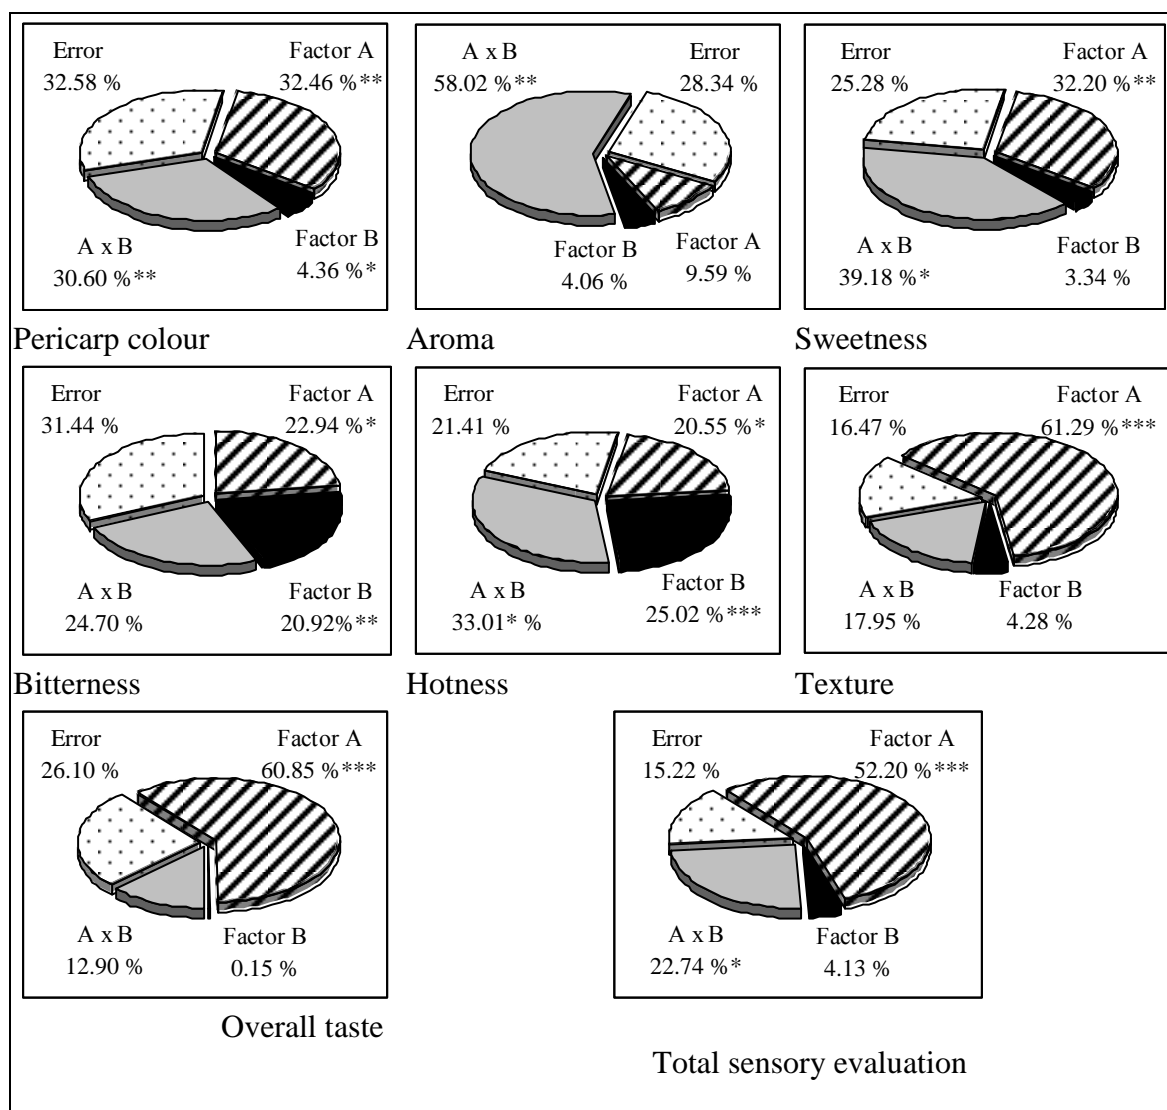 Error
32.58 %
Factor A
32.46 %**
A x B
30.60 %**
Factor B
4.36 %*
Pericarp colour
A x B
58.02 %**
Error
28.34 %
Factor B
4.06 %
Factor A
9.59 %
Aroma
Error
25.28 %
Factor A
32.20 %**
A x B
39.18 %*
Factor B
3.34 %
Sweetness
Error
31.44 %
Factor A
22.94 %*
A x B
24.70 %
Factor B
20.92%**
Bitterness
Error
21.41 %
Factor A
20.55 %*
A x B
33.01* %
Factor B
25.02 %***
Hotness
Error
16.47 %
Factor A
61.29 %***
A x B
17.95 %
Factor B
4.28 %
Texture
Error
26.10 %
Factor A
60.85 %***
A x B
12.90 %
Factor B
0.15 %
Overall taste
Error
15.22 %
Factor A
52.20 %***
A x B
22.74 %*
Factor B
4.13 %
Total sensory evaluation